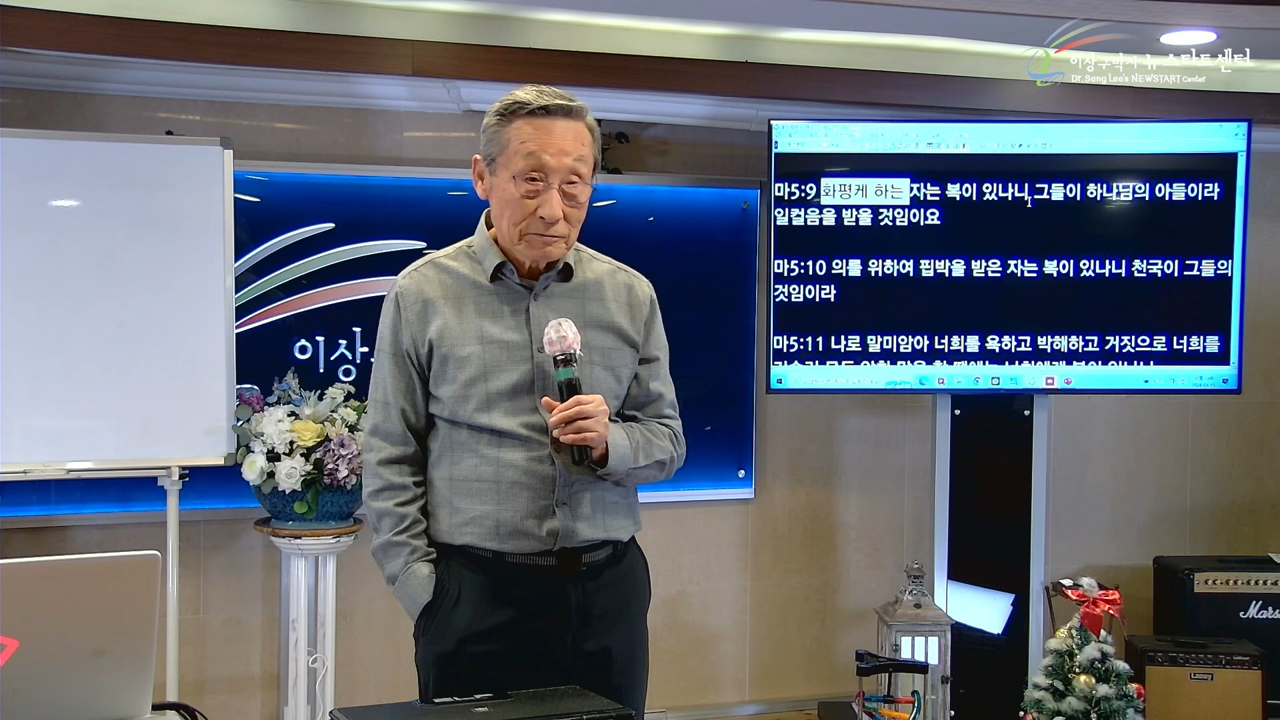 이상구박사 뉴스타트센터
Dr. Sang Lee's NEWSTART Center
마5:9 화평케 하는 자는 복이 있나니 그들이 하나님의 아들이라
일컬음을 받을 것임이요
마5:10 의를 위하여 핍박을 받은 자는 복이 있나니 천국이 그들의
것임이라
마5:11 나로 말미암아 너희를 욕하고 박해하고 거짓으로 너희를
이상
Mars
Laney